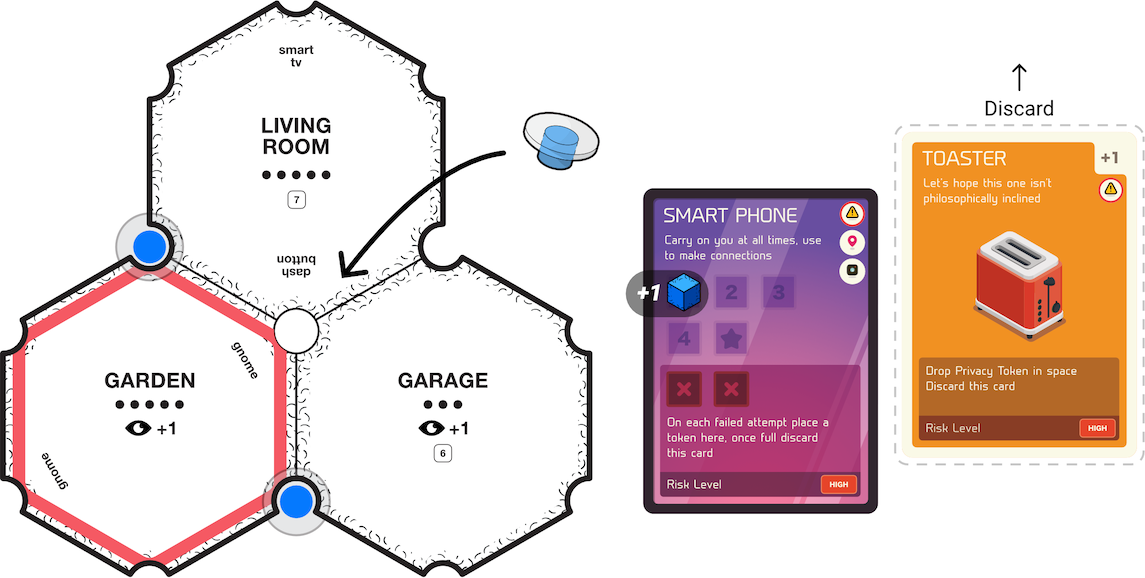 smart
tv
LIVING
ROOM
7
dash
button
gnome
GARDEN
+1
gnome
GARAGE
+1
6
SMART PHONE
Carry on you at all times, use
to make connections
+1
2
3
4
On each failed attempt place a
token here, once full discard
this card
Risk Level
HIGH
Discard
TOASTER
+1
Let's hope this one isn't
philosophically inclined
Drop Privacy Token in space
Discard this card
Risk Level
HIGH